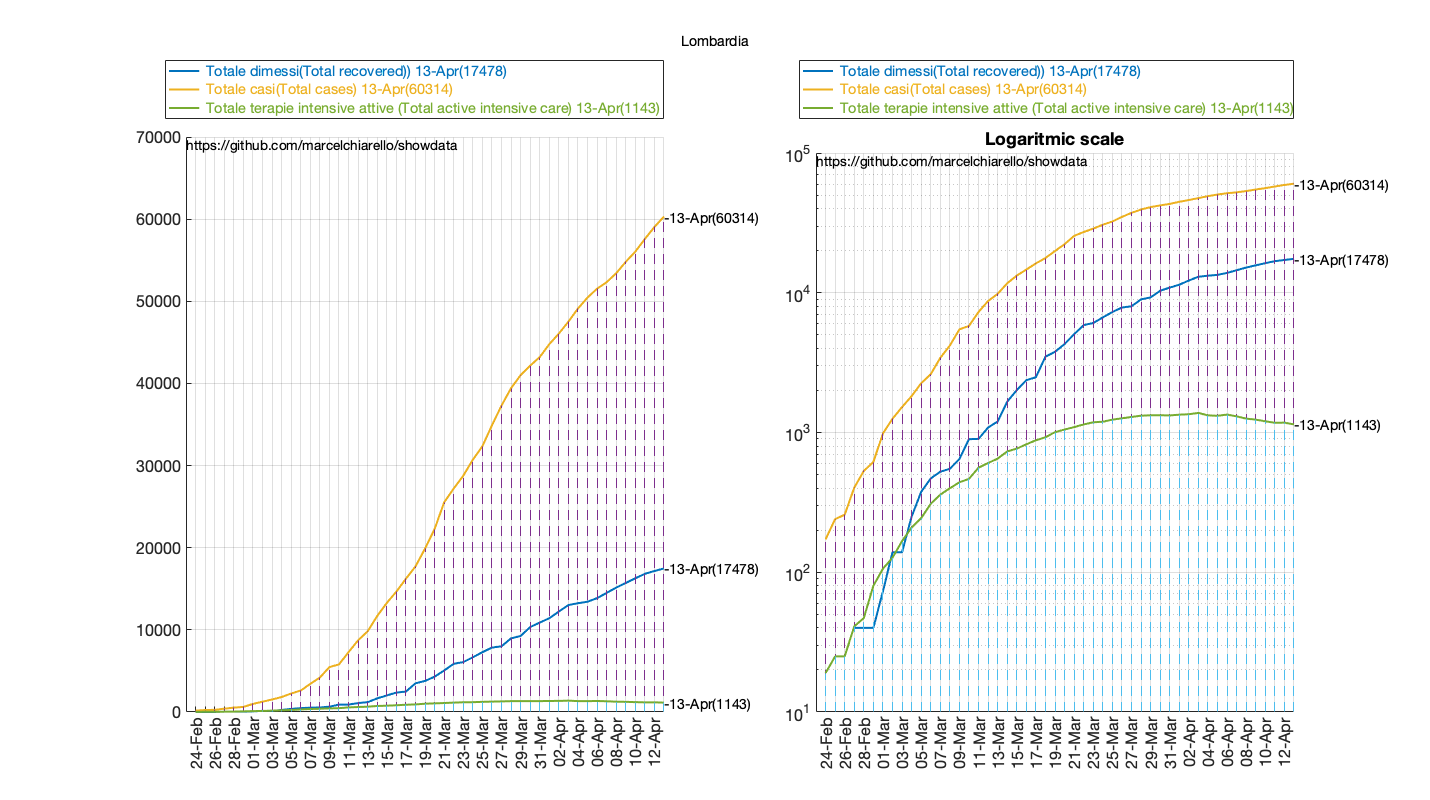 Lombardia
Totale dimessi(Total recovered)) 13-Apr(17478)
Totale casi(Total cases) 13-Apr(60314)
Totale terapie intensive attive (Total active intensive care) 13-Apr(1143)
https://github.com/marcelchiarello/showdata
70000
60000
50000
40000
30000
20000
10000
0
-13-Apr(60314)
-13-Apr(17478)
-13-Apr(1143)
24-Feb
26-Feb
28-Feb
01-Mar
03-Mar
05-Mar
07-Mar
09-Mar
11-Mar
13-Mar
15-Mar
17-Mar
19-Mar
21-Mar
23-Mar
25-Mar
27-Mar
29-Mar
31-Mar
02-Apr
04-Apr
06-Apr
08-Apr
10-Apr
12-Apr
Totale dimessi(Total recovered)) 13-Apr(17478)
Totale casi(Total cases) 13-Apr(60314)
Totale terapie intensive attive (Total active intensive care) 13-Apr(1143)
Logaritmic scale
https://github.com/marcelchiarello/showdata
10^5
10^4
10^3
10^2
10^1
-13-Apr(60314)
-13-Apr(17478)
-13-Apr(1143)
24-Feb
26-Feb
28-Feb
01-Mar
03-Mar
05-Mar
07-Mar
09-Mar
11-Mar
13-Mar
15-Mar
17-Mar
19-Mar
21-Mar
23-Mar
25-Mar
27-Mar
29-Mar
31-Mar
02-Apr
04-Apr
06-Apr
08-Apr
10-Apr
12-Apr